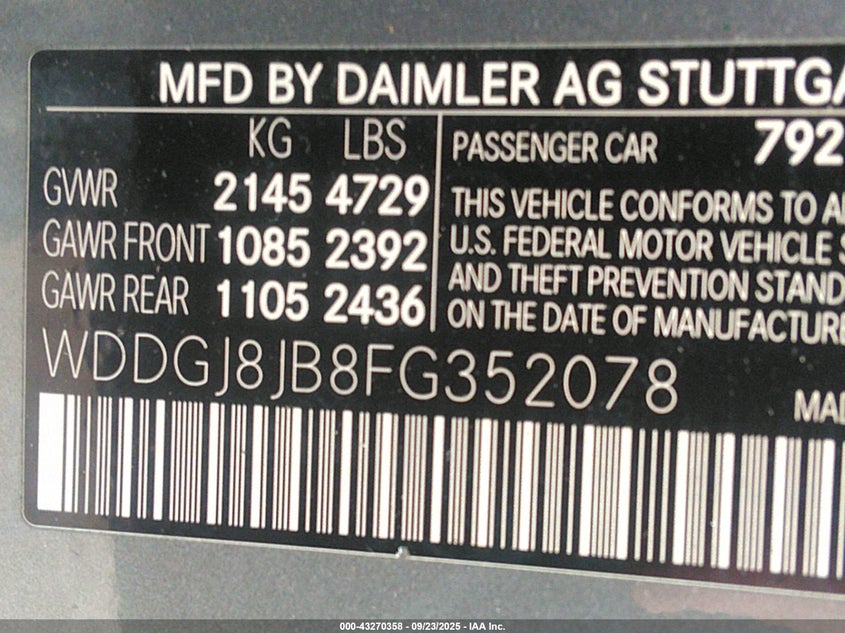 MFD BY DAIMLER AG STUTTGA
KG LBS
GVWR 2145 4729
GAWR FRONT 1085 2392
GAWR REAR 1105 2436
PASSENGER CAR 792
THIS VEHICLE CONFORMS TO A
U.S. FEDERAL MOTOR VEHICLE S
AND THEFT PREVENTION STAND
ON THE DATE OF MANUFACTURE
WDDGJ8JB8FG352078
MAD
000-43270358 - 09/23/2025 - IAA Inc.